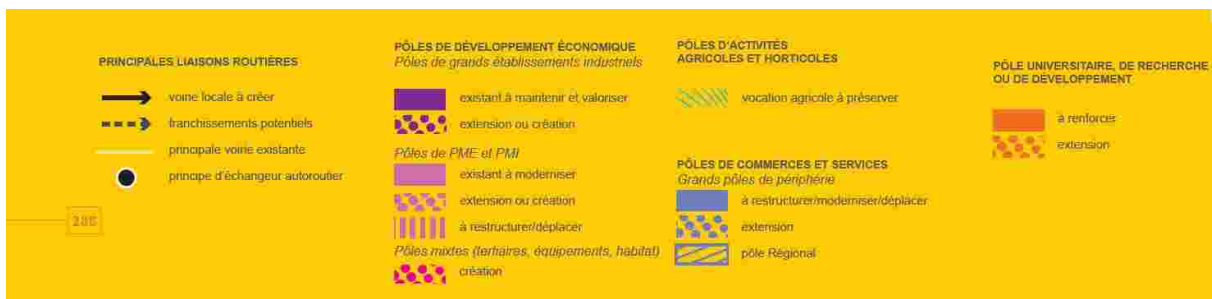 PRINCIPALES LIAISONS ROUTIÈRES
voirie locale à créer
franchissements potentiels
principale voirie existante
principe d'échangeur autoroutier
PÔLES DE DÉVELOPPEMENT ÉCONOMIQUE
Pôles de grands établissements industriels
existant à maintenir et valoriser
extension ou création
Pôles de PME et PMI
existant à moderniser
extension ou création
à restructurer/déplacer
Pôles mixtes (tertiaires, équipements, habitat)
création
PÔLES D'ACTIVITÉS
AGRICOLES ET HORTICOLES
vocation agricole à préserver
PÔLES DE COMMERCES ET SERVICES
Grands pôles de périphérie
à restructurer/moderniser/déplacer
extension
pôle Régional
PÔLE UNIVERSITAIRE, DE RECHERCHE
OU DE DÉVELOPPEMENT
à renforcer
extension